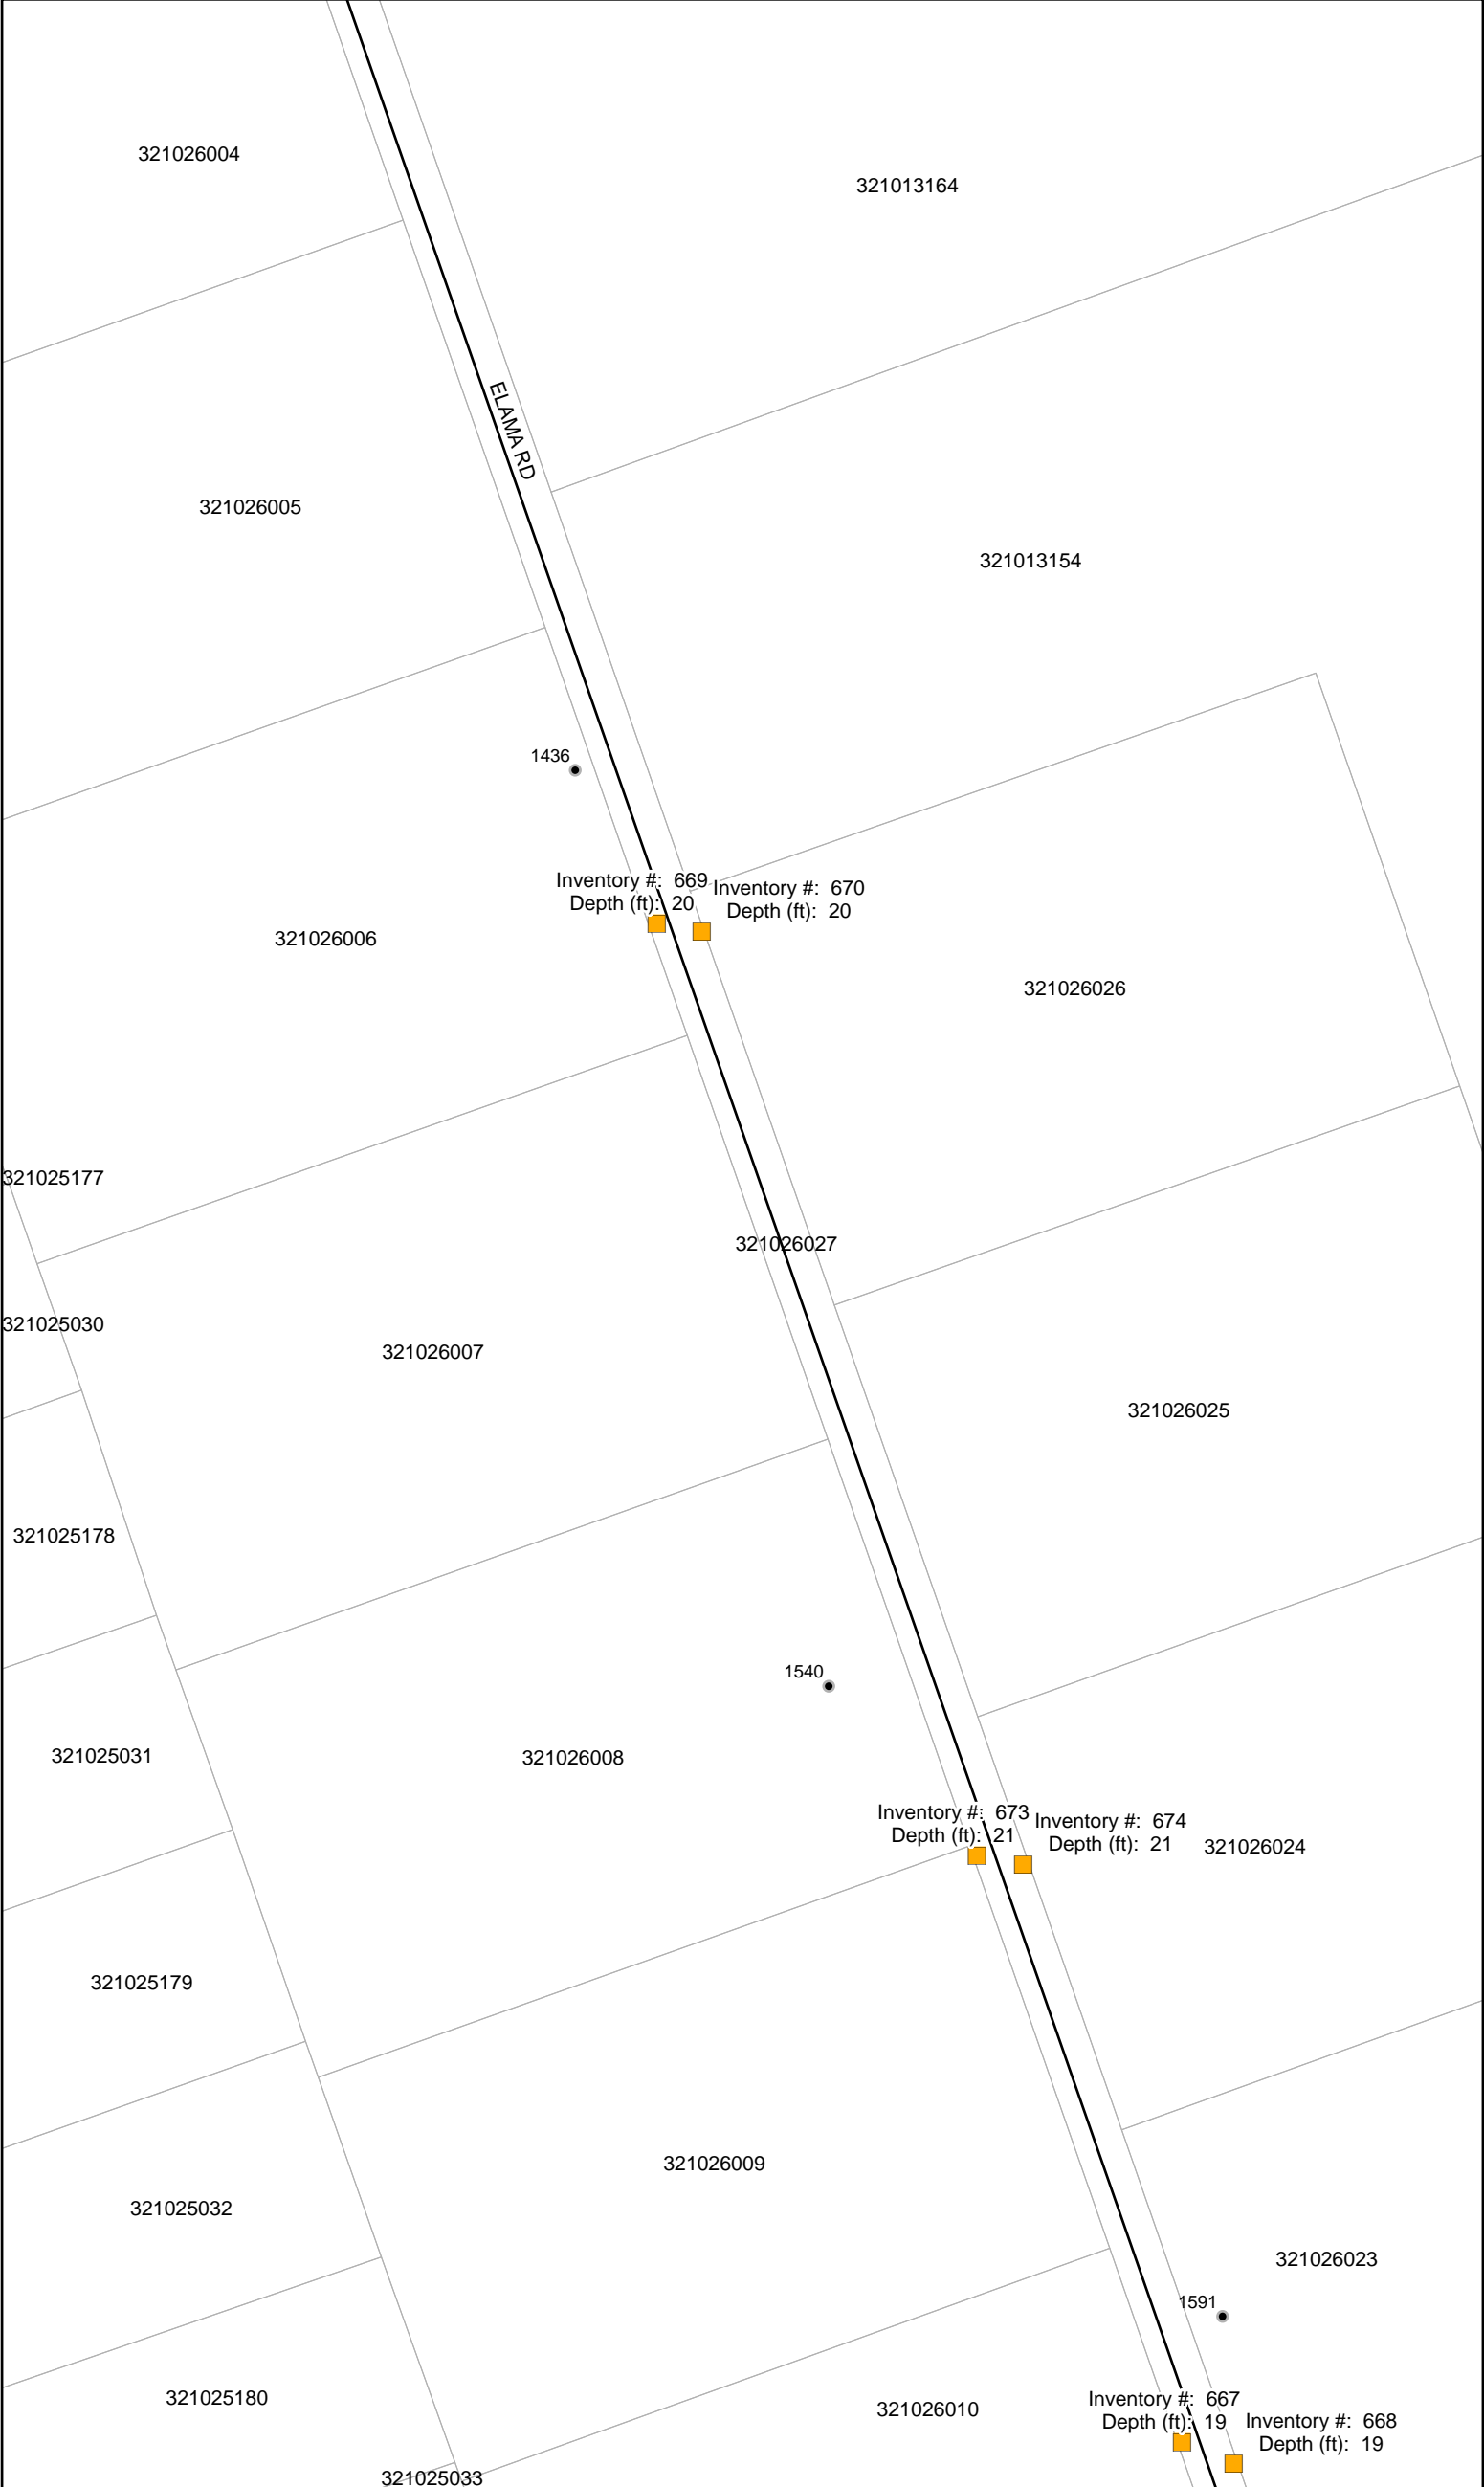 321026004
321013164
ELAMA RD
321026005
321013154
1436
Inventory #: 669
Depth (ft): 20
Inventory #: 670
Depth (ft): 20
321026006
321026026
321025177
321026027
321025030
321026007
321026025
321025178
1540
321025031
321026008
Inventory #: 673
Depth (ft): 21
Inventory #: 674
Depth (ft): 21
321026024
321025179
321026009
321025032
321026023
1591
321025180
321026010
Inventory #: 667
Depth (ft): 19
Inventory #: 668
Depth (ft): 19
321025033